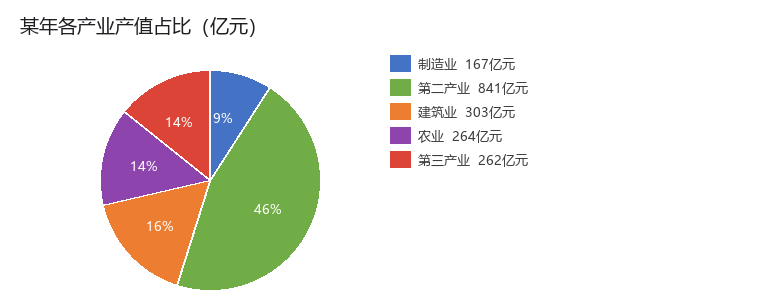 某年各产业产值占比（亿元）
制造业 167亿元
第二产业 841亿元
建筑业 303亿元
农业 264亿元
第三产业 262亿元
9%
46%
16%
14%
14%